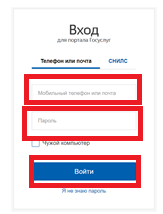 Вход
для портала Госуслуг
Телефон или почта СНИЛС
Мобильный телефон или почта
Пароль
Чужой компьютер
Войти
Я не знаю пароль